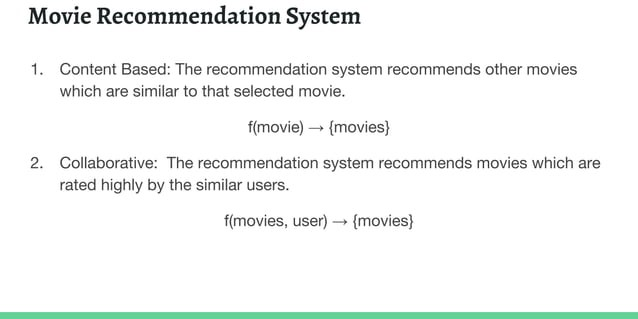 Movie Recommendation System
1. Content Based: The recommendation system recommends other movies
which are similar to that selected movie.
f(movie) → {movies}
2. Collaborative:  The recommendation system recommends movies which are
rated highly by the similar users.
f(movies, user) → {movies}